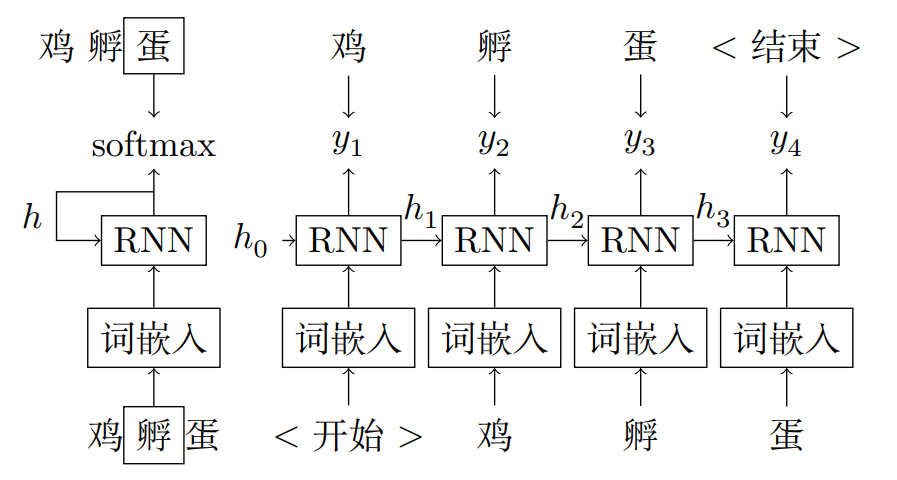 鸡 孵 蛋 鸡 孵 蛋 < 结束 >
softmax y1 y2 y3 y4
h h0 h1 h2 h3
RNN RNN RNN RNN RNN
词嵌入 词嵌入 词嵌入 词嵌入 词嵌入
鸡 孵 蛋 < 开始 > 鸡 孵 蛋